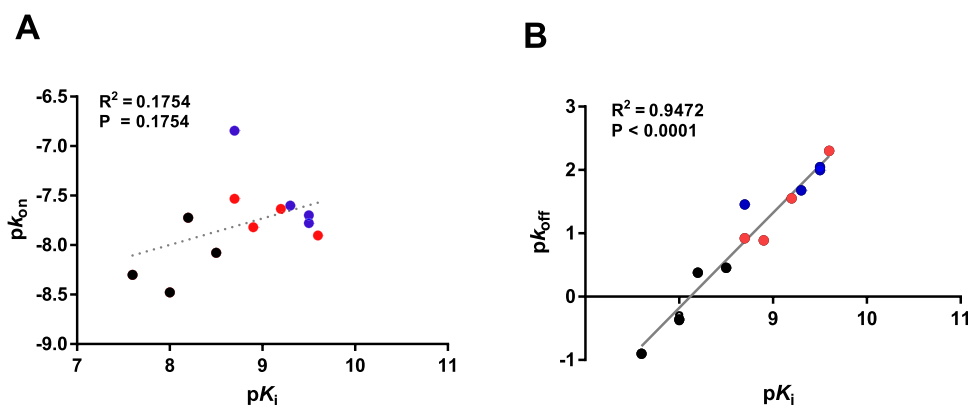 A
R² = 0.1754
P = 0.1754
pkon
-6.5
-7.0
-7.5
-8.0
-8.5
-9.0
7 8 9 10 11
pKi
B
R² = 0.9472
P < 0.0001
pkoff
3
2
1
0
-1
8 9 10 11
pKi